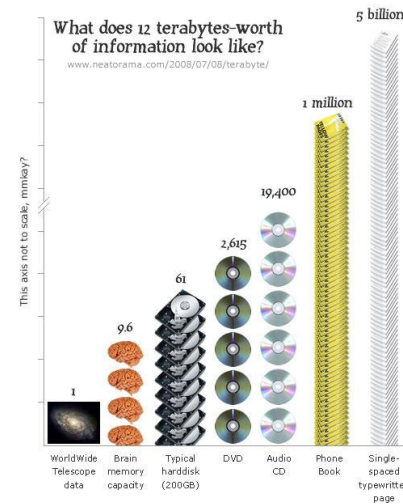 What does 12 terabytes-worth
of information look like?
www.neatorama.com/2008/07/08/terabyte/
5 billion
1 million
19,400
2,615
61
9.6
1
This axis not to scale, mmkay?
WorldWide Telescope data
Brain memory capacity
Typical harddisk (200GB)
DVD
Audio CD
Phone Book
Single-spaced typewritten page